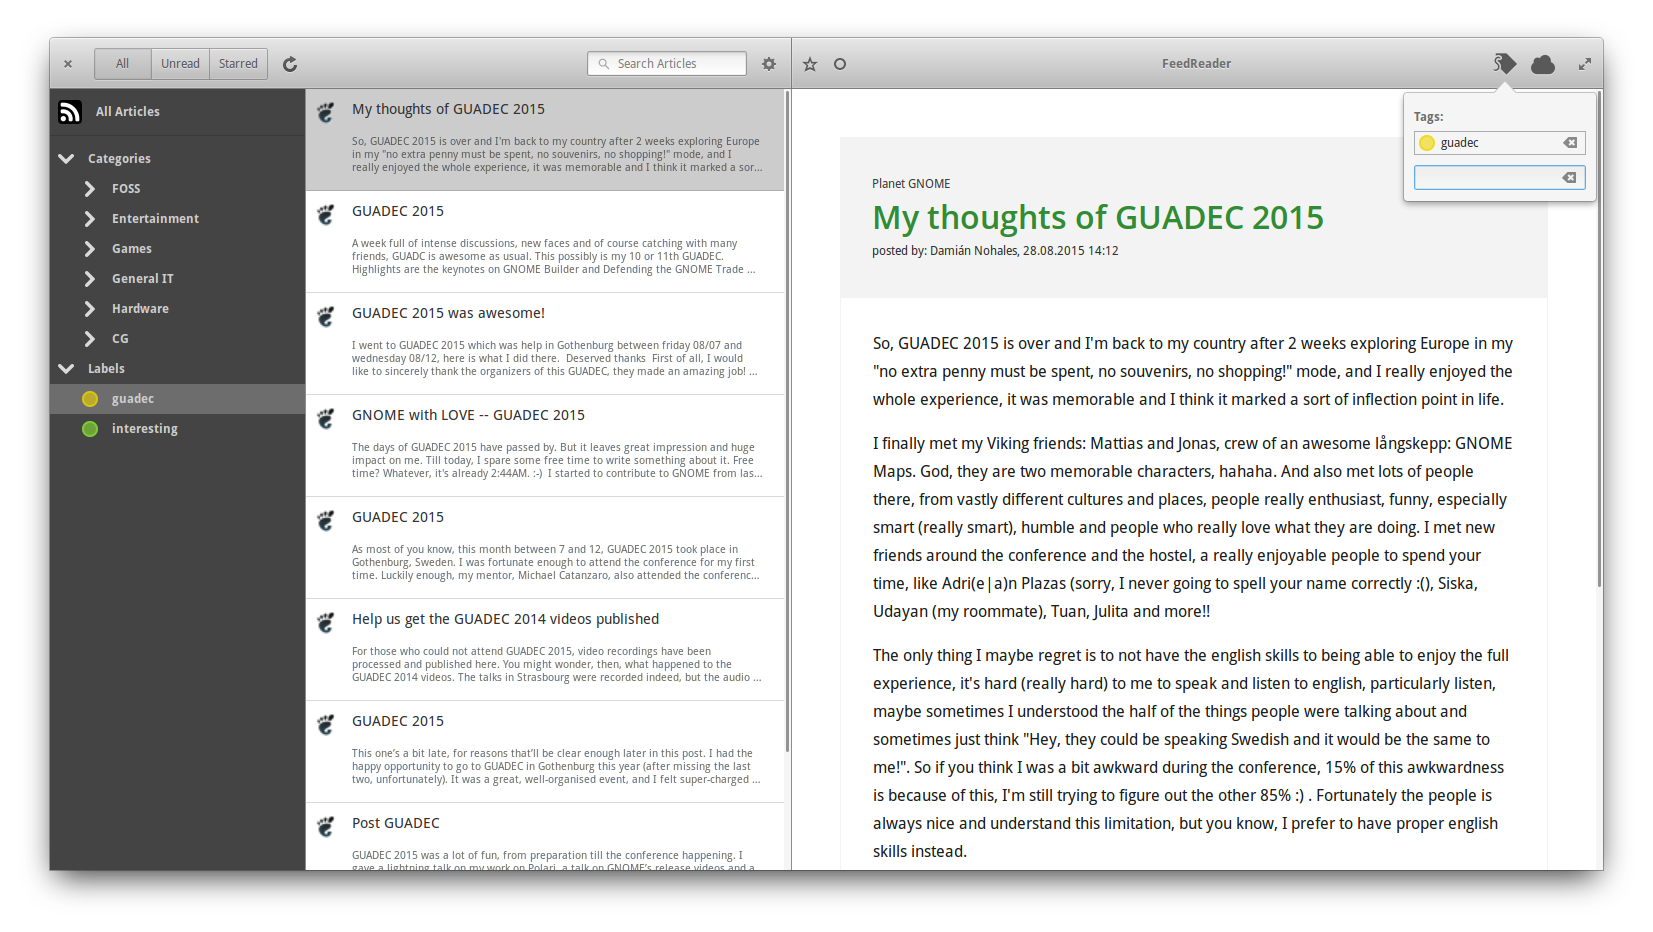 All
Unread
Starred
Search Articles
FeedReader
All Articles
Categories
FOSS
Entertainment
Games
General IT
Hardware
CG
Labels
guadec
interesting
My thoughts of GUADEC 2015
So, GUADEC 2015 is over and I'm back to my country after 2 weeks exploring Europe
in my "no extra penny must be spent, no souvenirs, no shopping!" mode, and I
really enjoyed the whole experience, it was memorable and I think it marked a sor...
GUADEC 2015
A week full of intense discussions, new faces and of course catching with many
friends, GUADC is awesome as usual. This possibly is my 10 or 11th GUADEC.
Highlights are the keynotes on GNOME Builder and Defending the GNOME Trade ...
GUADEC 2015 was awesome!
I went to GUADEC 2015 which was help in Gothenburg between friday 08/07 and
wednesday 08/12, here is what I did there.  Deserved thanks  First of all, I would
like to sincerely thank the organizers of this GUADEC, they made an amazing job! ...
GNOME with LOVE -- GUADEC 2015
The days of GUADEC 2015 have passed by. But it leaves great impression and huge
impact on me. Till today, I spare some free time to write something about it. Free
time? Whatever, it's already 2:44AM. :-)  I started to contribute to GNOME from las...
GUADEC 2015
As most of you know, this month between 7 and 12, GUADEC 2015 took place in
Gothenburg, Sweden. I was fortunate enough to attend the conference for my first
time. Luckily enough, my mentor, Michael Catanzaro, also attended the conferenc...
Help us get the GUADEC 2014 videos published
For those who could not attend GUADEC 2015, video recordings have been
processed and published here. You might wonder, then, what happened to the
GUADEC 2014 videos. The talks in Strasbourg were recorded indeed, but the audio ...
GUADEC 2015
This one's a bit late, for reasons that'll be clear enough later in this post. I had the
happy opportunity to go to GUADEC in Gothenburg this year (after missing the last
two, unfortunately). It was a great, well-organised event, and I felt super-charged ...
Post GUADEC
GUADEC 2015 was a lot of fun, from preparation till the conference happening. I
gave a lightning talk on my work on Polari, a talk on GNOME's release videos and a
Tags:
guadec
Planet GNOME
My thoughts of GUADEC 2015
posted by: Damián Nohales, 28.08.2015 14:12
So, GUADEC 2015 is over and I'm back to my country after 2 weeks exploring Europe in my
"no extra penny must be spent, no souvenirs, no shopping!" mode, and I really enjoyed the
whole experience, it was memorable and I think it marked a sort of inflection point in life.
I finally met my Viking friends: Mattias and Jonas, crew of an awesome långskepp: GNOME
Maps. God, they are two memorable characters, hahaha. And also met lots of people
there, from vastly different cultures and places, people really enthusiast, funny, especially
smart (really smart), humble and people who really love what they are doing. I met new
friends around the conference and the hostel, a really enjoyable people to spend your
time, like Adri(e|a)n Plazas (sorry, I never going to spell your name correctly :(), Siska,
Udayan (my roommate), Tuan, Julita and more!!
The only thing I maybe regret is to not have the english skills to being able to enjoy the full
experience, it's hard (really hard) to me to speak and listen to english, particularly listen,
maybe sometimes I understood the half of the things people were talking about and
sometimes just think "Hey, they could be speaking Swedish and it would be the same to
me!". So if you think I was a bit awkward during the conference, 15% of this awkwardness
is because of this, I'm still trying to figure out the other 85% :) . Fortunately the people is
always nice and understand this limitation, but you know, I prefer to have proper english
skills instead.